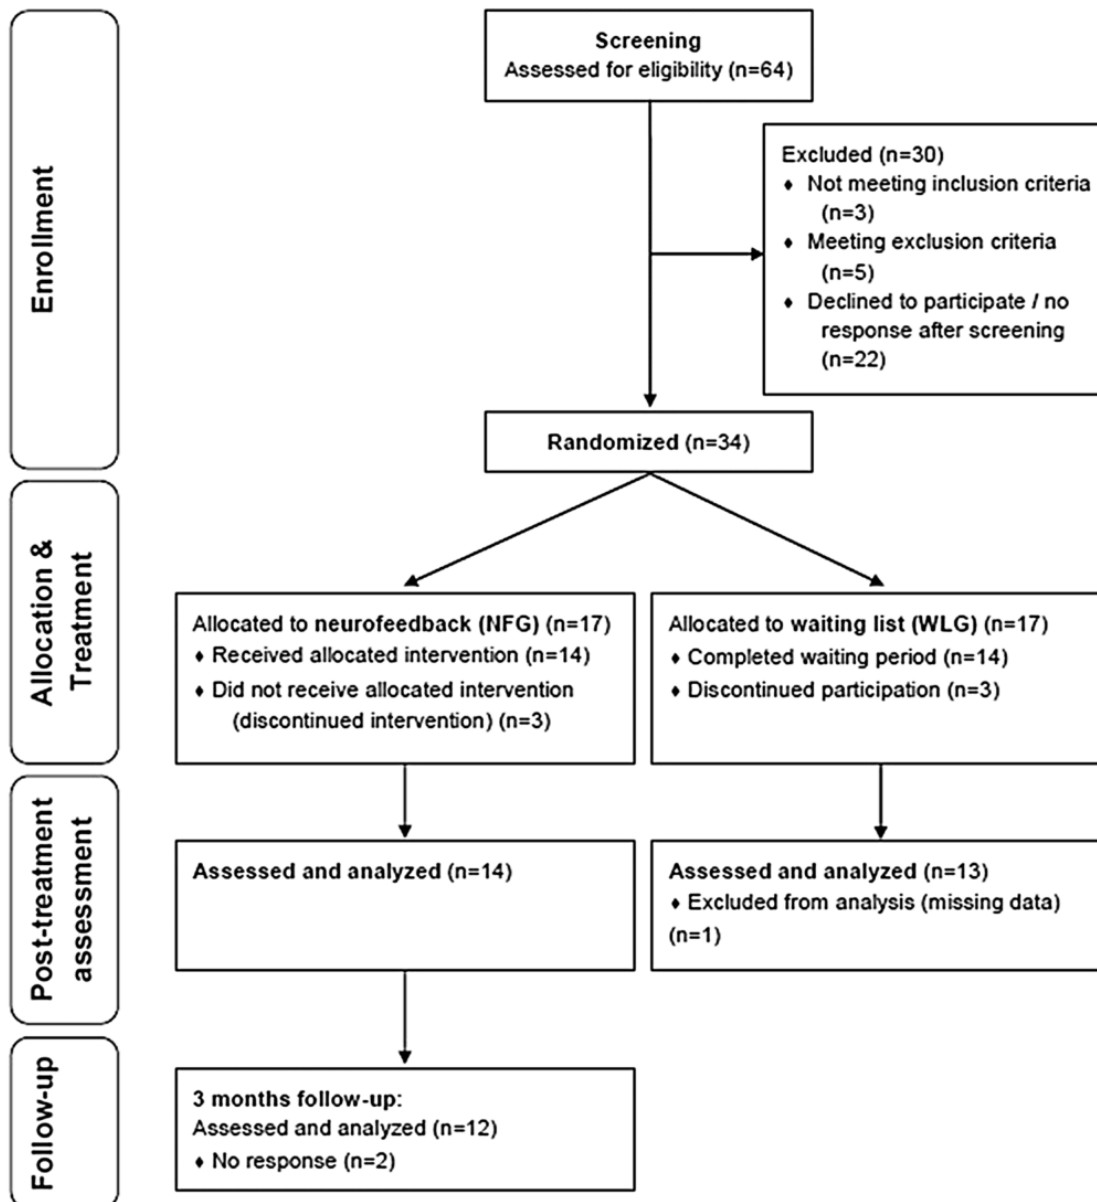 Enrollment
Screening
Assessed for eligibility (n=64)
Excluded (n=30)
♦ Not meeting inclusion criteria
(n=3)
♦ Meeting exclusion criteria
(n=5)
♦ Declined to participate / no
response after screening
(n=22)
Randomized (n=34)
Allocation &
Treatment
Allocated to neurofeedback (NFG) (n=17)
♦ Received allocated intervention (n=14)
♦ Did not receive allocated intervention
(discontinued intervention) (n=3)
Allocated to waiting list (WLG) (n=17)
♦ Completed waiting period (n=14)
♦ Discontinued participation (n=3)
Post-treatment
assessment
Assessed and analyzed (n=14)
Assessed and analyzed (n=13)
♦ Excluded from analysis (missing data)
(n=1)
Follow-up
3 months follow-up:
Assessed and analyzed (n=12)
♦ No response (n=2)